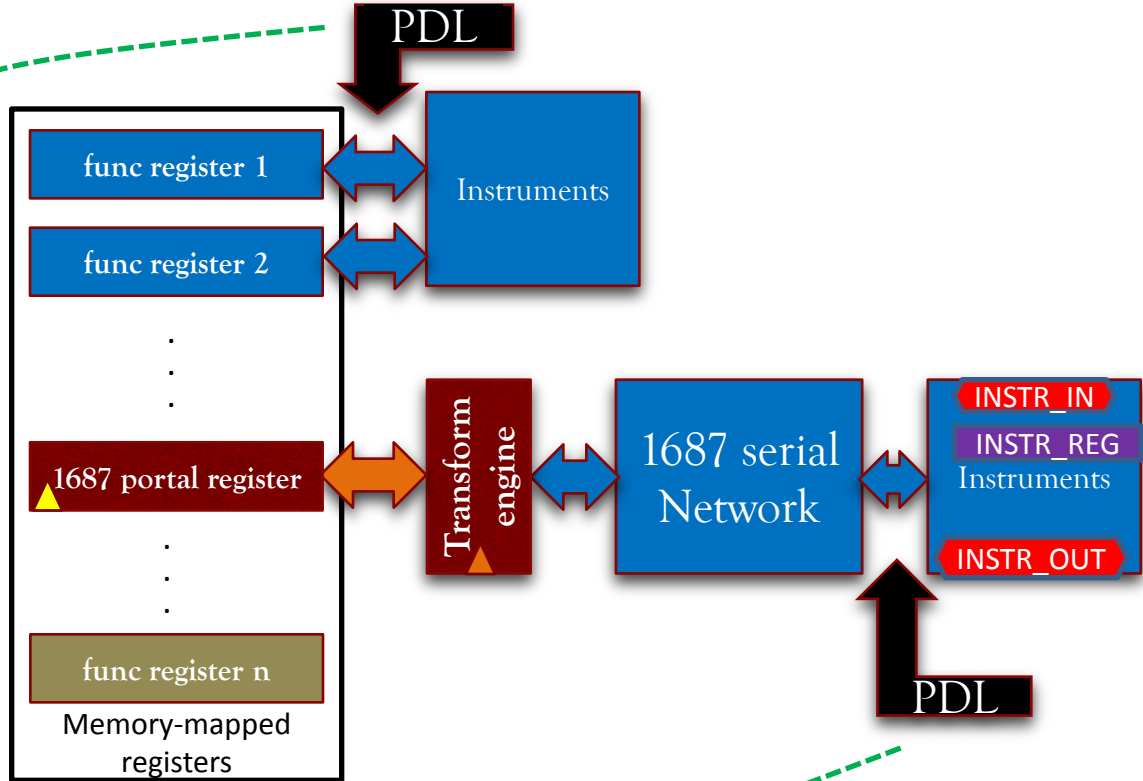 PDL
func register 1
Instruments
func register 2
.
.
.
1687 portal register
Transform
engine
1687 serial
Network
INSTR_IN
INSTR_REG
Instruments
INSTR_OUT
.
.
.
func register n
Memory-mapped
registers
PDL